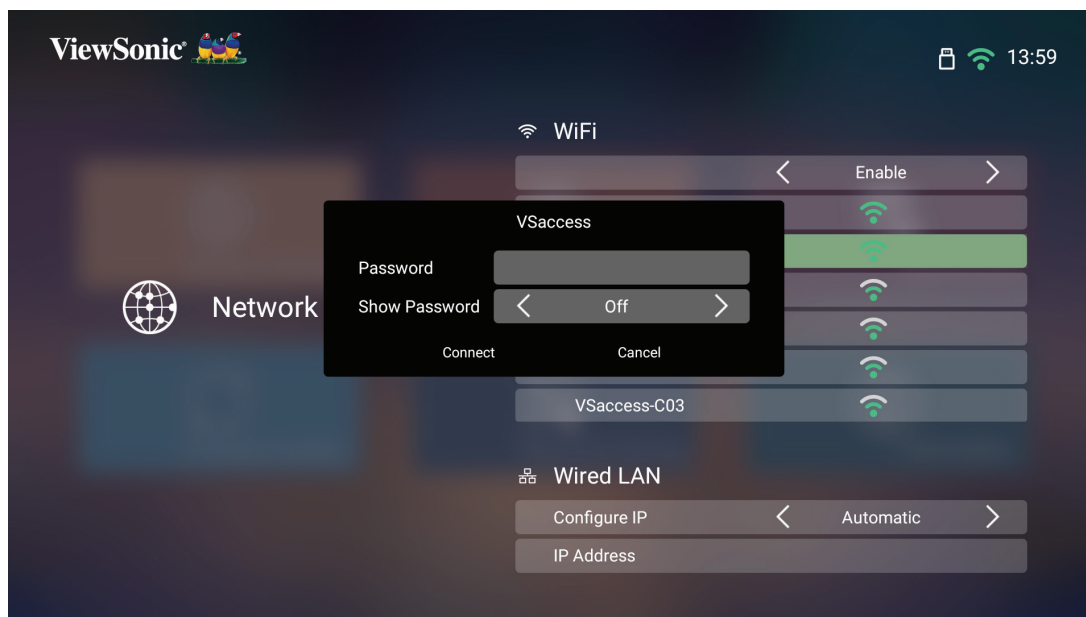 ViewSonic
13:59
WiFi
Enable
VSaccess
Password
Network
Show Password
Off
Connect
Cancel
VSaccess-C03
Wired LAN
Configure IP
Automatic
IP Address